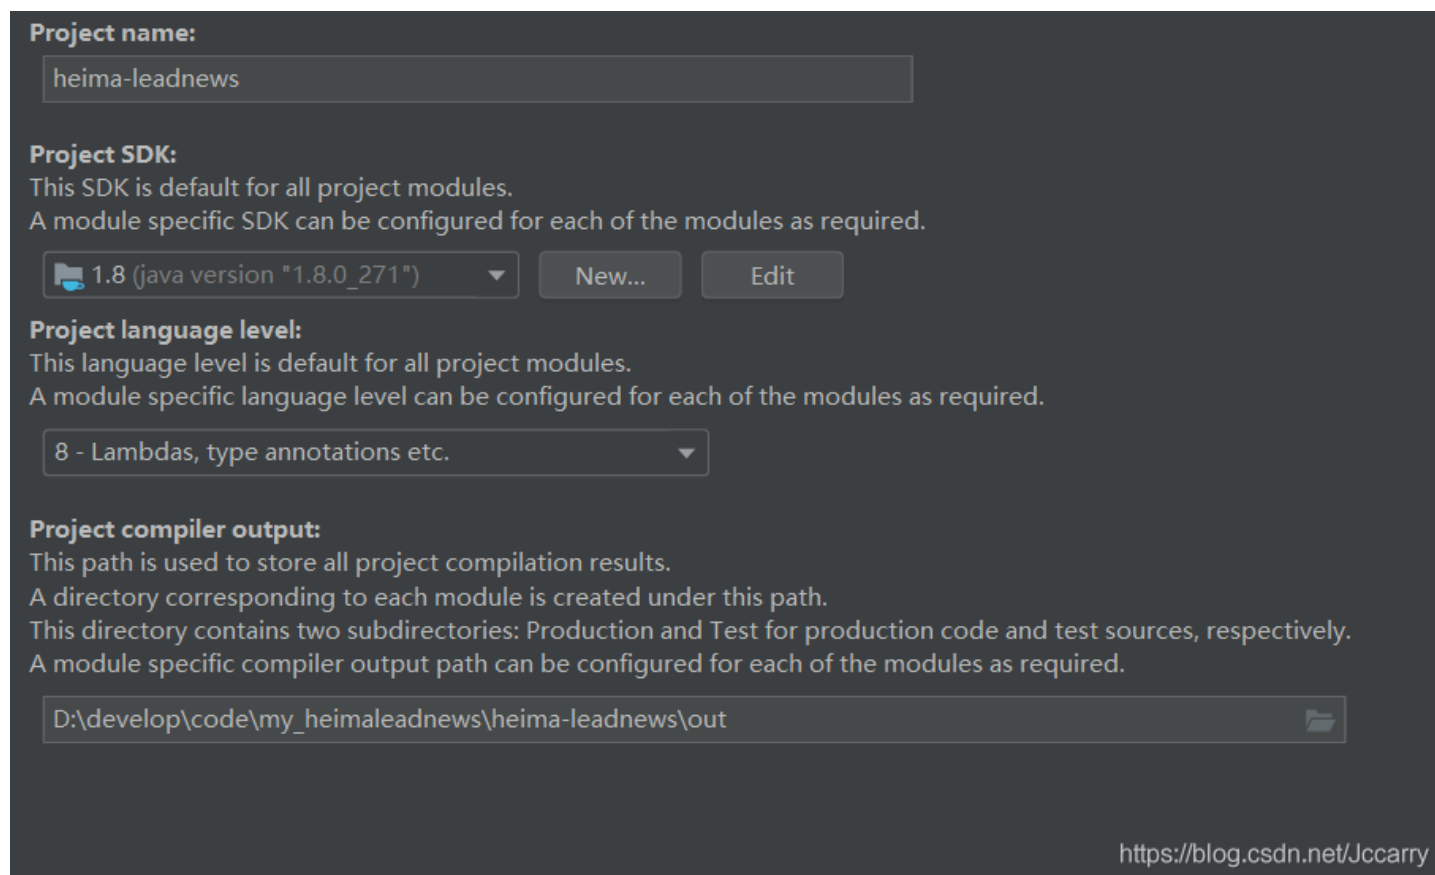 Project name:
heima-leadnews
Project SDK:
This SDK is default for all project modules.
A module specific SDK can be configured for each of the modules as required.
1.8 (java version "1.8.0_271") New... Edit
Project language level:
This language level is default for all project modules.
A module specific language level can be configured for each of the modules as required.
8 - Lambdas, type annotations etc.
Project compiler output:
This path is used to store all project compilation results.
A directory corresponding to each module is created under this path.
This directory contains two subdirectories: Production and Test for production code and test sources, respectively.
A module specific compiler output path can be configured for each of the modules as required.
D:\develop\code\my_heimaleadnews\heima-leadnews\out
https://blog.csdn.net/Jccarry